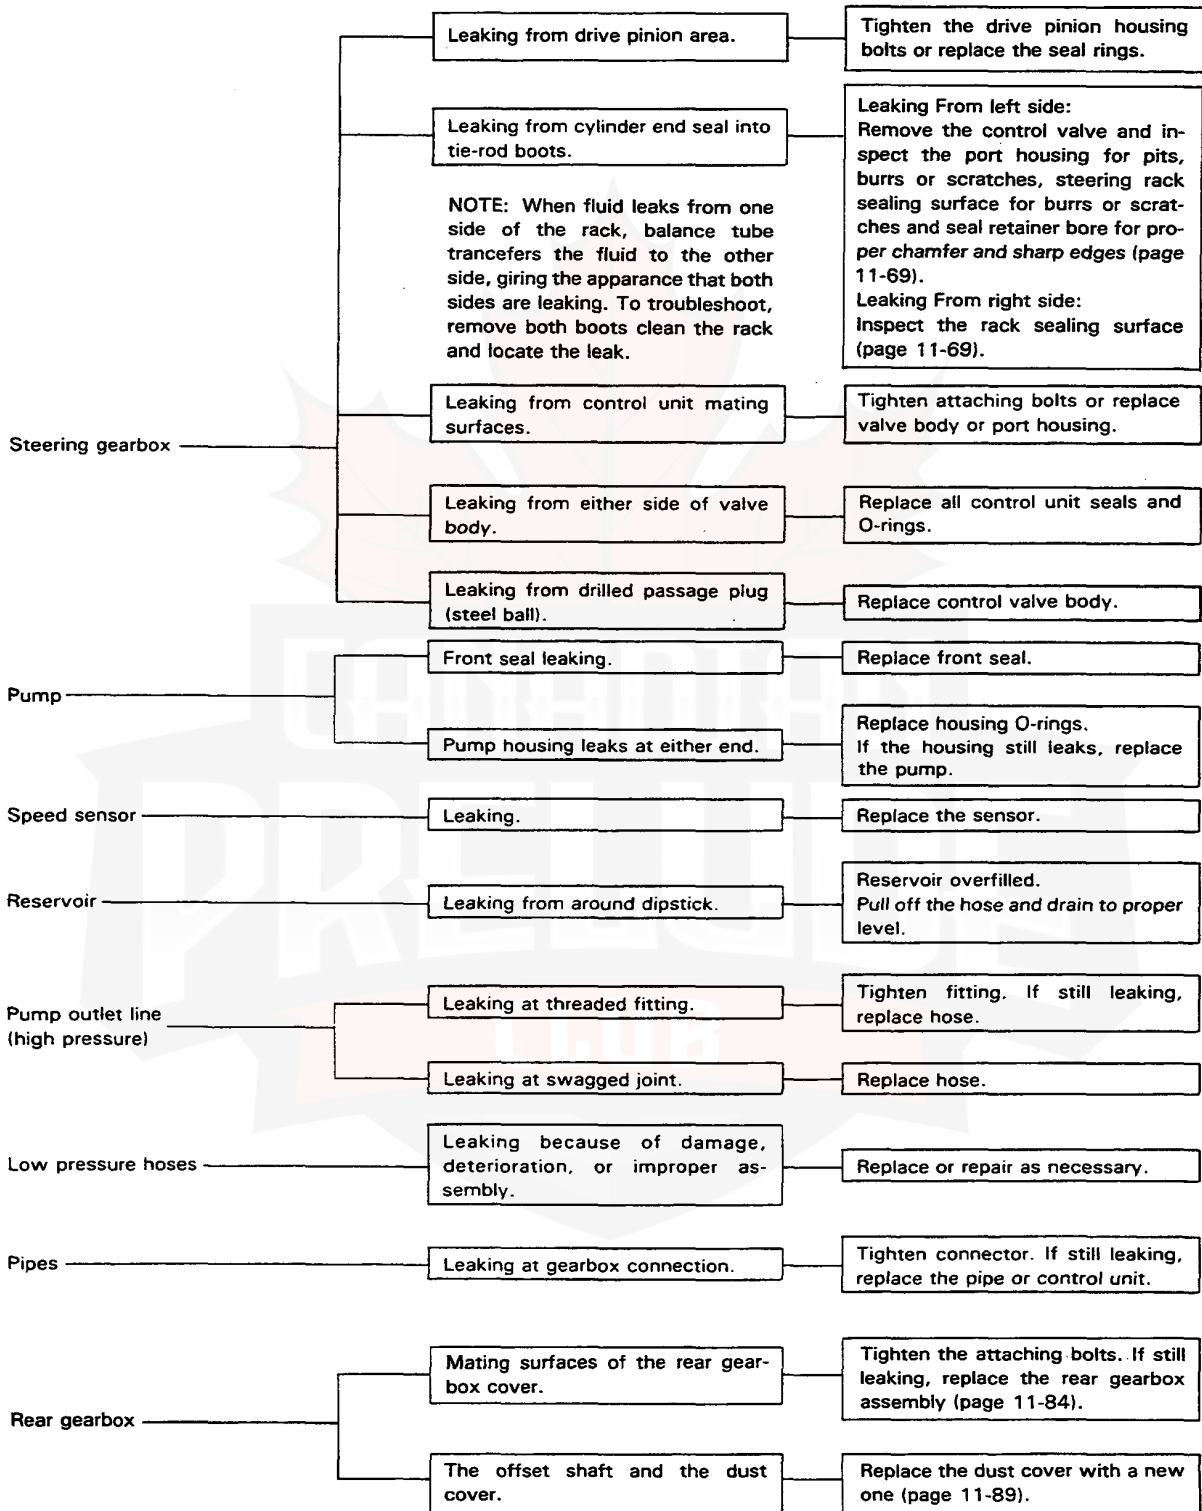 Leaking from drive pinion area.
Tighten the drive pinion housing
bolts or replace the seal rings.
Leaking from cylinder end seal into
tie-rod boots.
NOTE: When fluid leaks from one
side of the rack, balance tube
trancefers the fluid to the other
side, giring the apparance that both
sides are leaking. To troubleshoot,
remove both boots clean the rack
and locate the leak.
Leaking From left side:
Remove the control valve and in-
spect the port housing for pits,
burrs or scratches, steering rack
sealing surface for burrs or scrat-
ches and seal retainer bore for pro-
per chamfer and sharp edges (page
11-69).
Leaking From right side:
Inspect the rack sealing surface
(page 11-69).
Steering gearbox
Leaking from control unit mating
surfaces.
Tighten attaching bolts or replace
valve body or port housing.
Leaking from either side of valve
body.
Replace all control unit seals and
O-rings.
Leaking from drilled passage plug
(steel ball).
Replace control valve body.
Pump
Front seal leaking.
Replace front seal.
Pump housing leaks at either end.
Replace housing O-rings.
If the housing still leaks, replace
the pump.
Speed sensor
Leaking.
Replace the sensor.
Reservoir
Leaking from around dipstick.
Reservoir overfilled.
Pull off the hose and drain to proper
level.
Pump outlet line
(high pressure)
Leaking at threaded fitting.
Tighten fitting. If still leaking,
replace hose.
Leaking at swagged joint.
Replace hose.
Low pressure hoses
Leaking because of damage,
deterioration, or improper as-
sembly.
Replace or repair as necessary.
Pipes
Leaking at gearbox connection.
Tighten connector. If still leaking,
replace the pipe or control unit.
Rear gearbox
Mating surfaces of the rear gear-
box cover.
Tighten the attaching bolts. If still
leaking, replace the rear gearbox
assembly (page 11-84).
The offset shaft and the dust
cover.
Replace the dust cover with a new
one (page 11-89).
CANADIAN
PRELUDE
CLUB